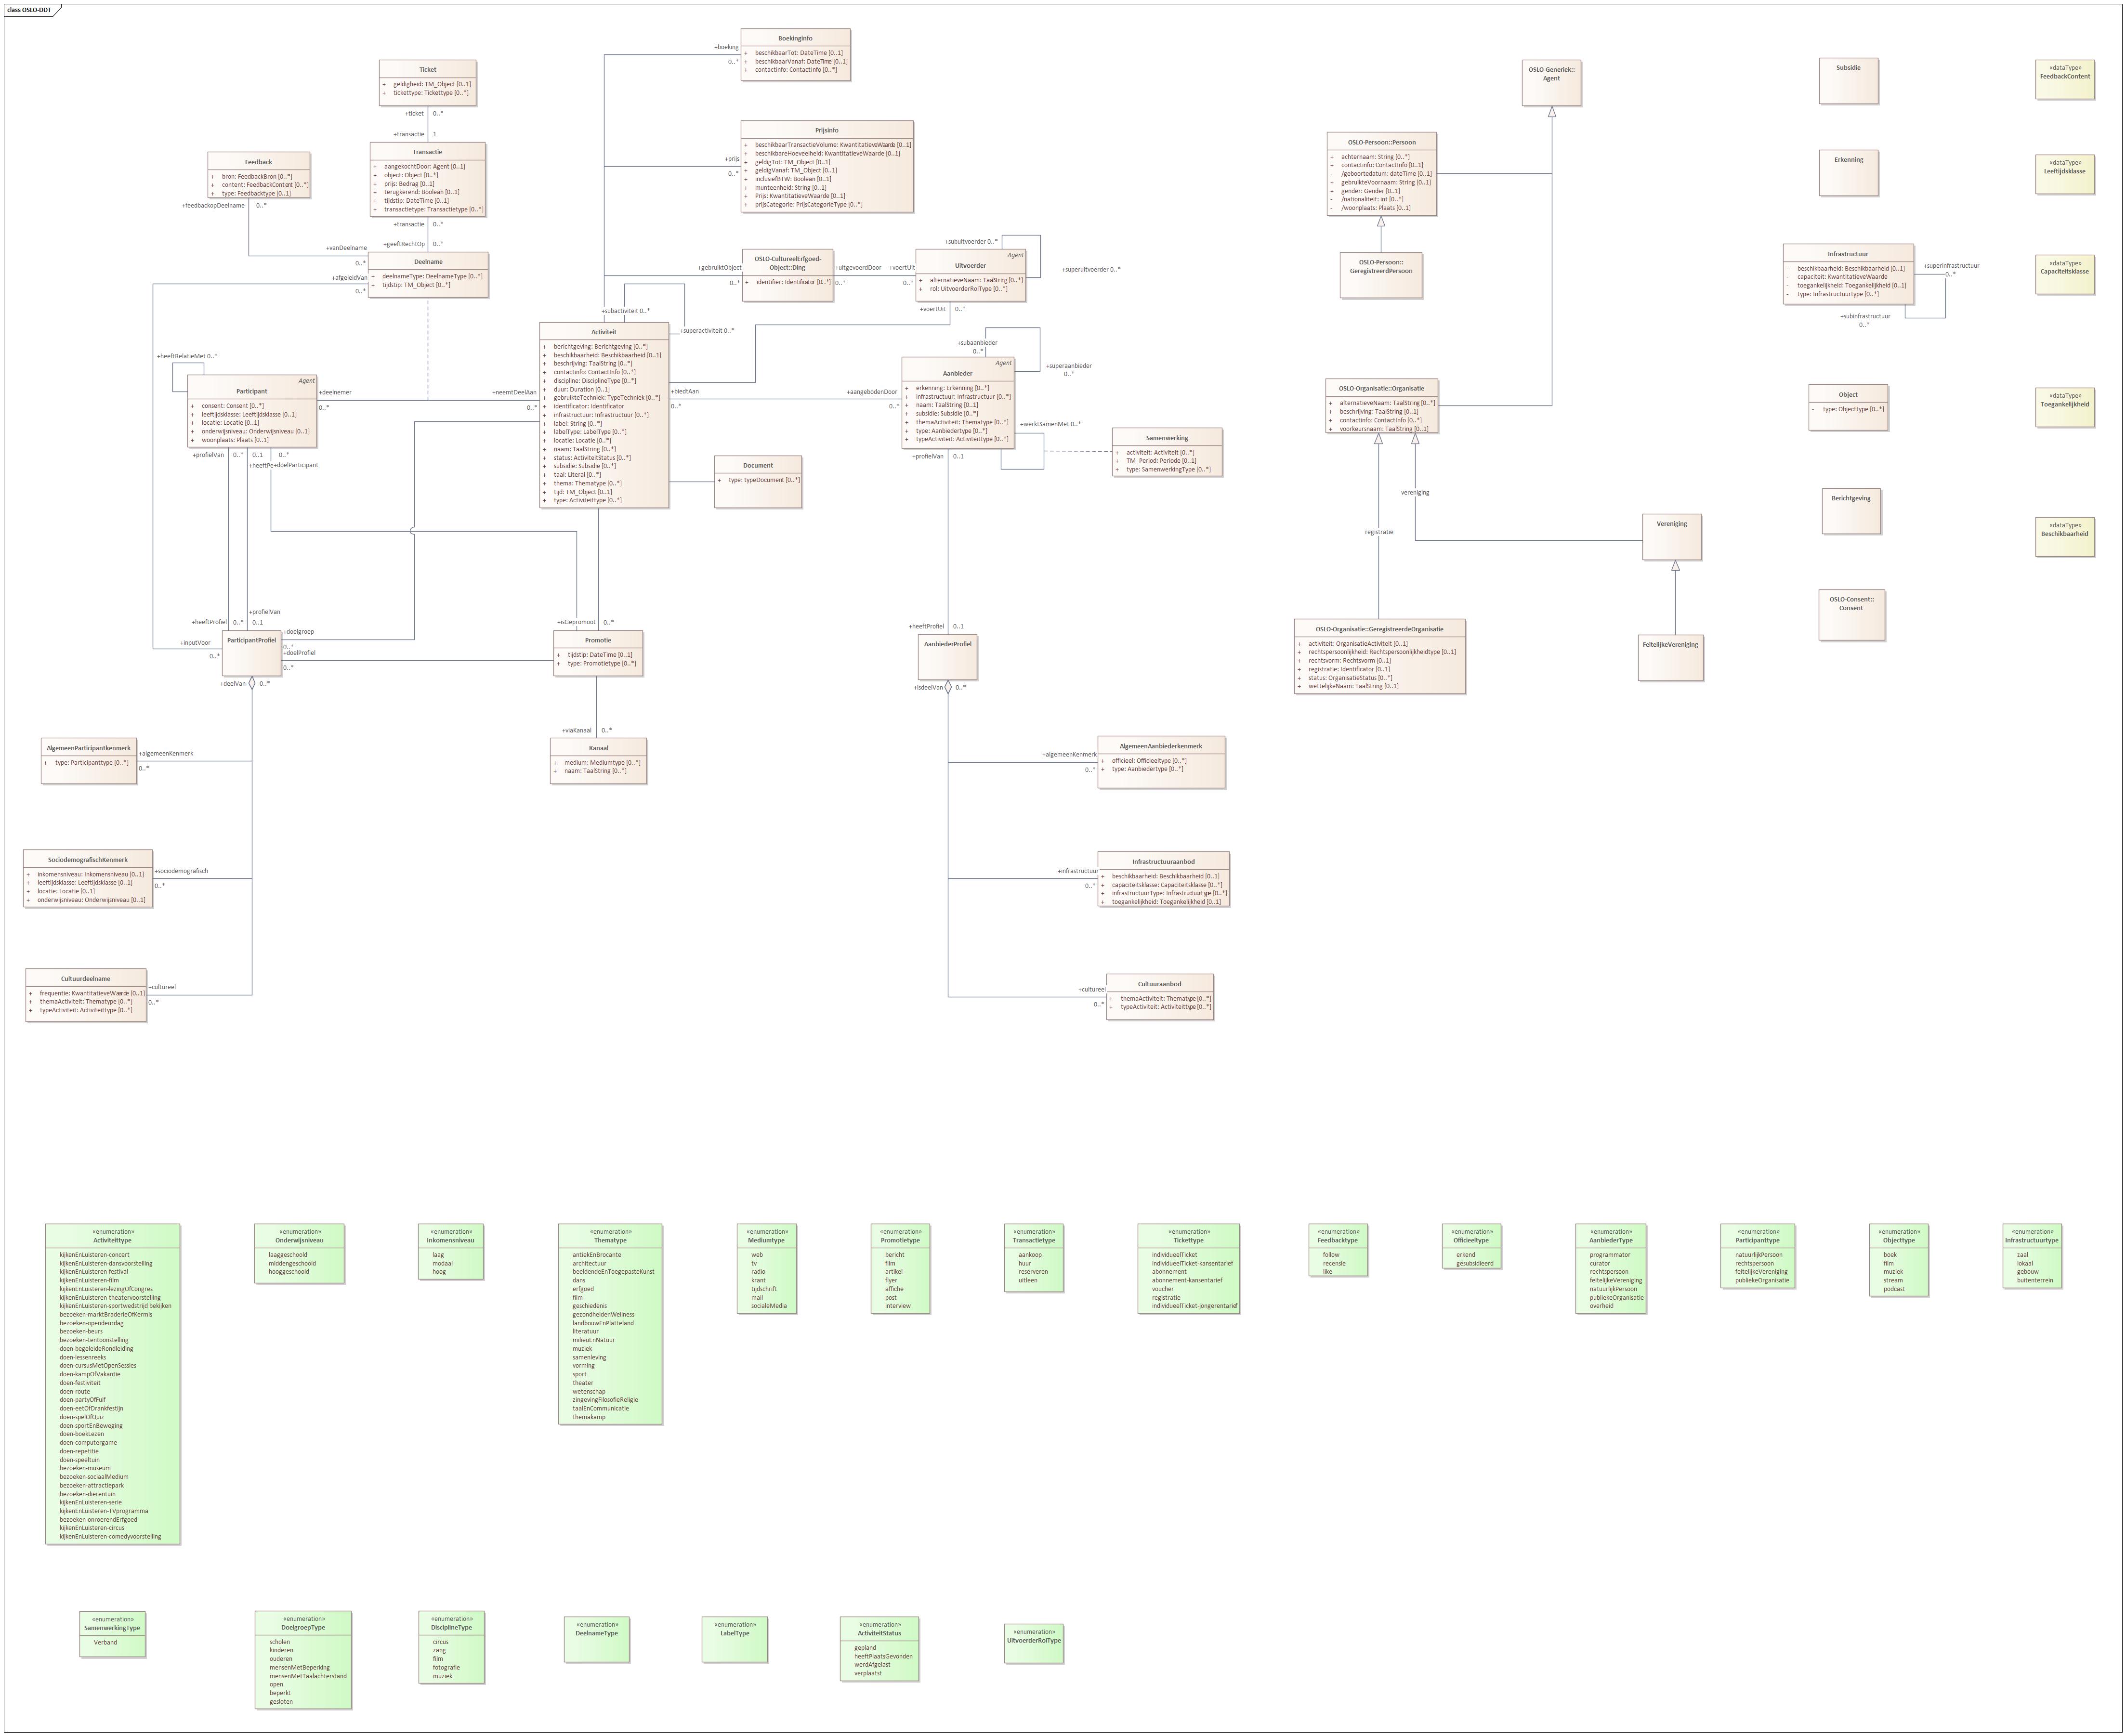 class OSLO-DDT
Boekinginfo
+ beschikbaarTot: DateTime [0..1]
+ beschikbaarVanaf: DateTime [0..1]
+ contactinfo: ContactInfo [0..*]
+boeking
0..*
Ticket
+ geldigheid: TM_Object [0..1]
+ tickettype: Tickettype [0..*]
+ticket 0..*
+transactie 1
Transactie
+ aangekochtDoor: Agent [0..1]
+ object: Object [0..*]
+ prijs: Bedrag [0..1]
+ terugkerend: Boolean [0..1]
+ tijdstip: DateTime [0..1]
+ transactietype: Transactietype [0..*]
+transactie
+geeftRechtOp 0..*
Feedback
+ bron: FeedbackBron [0..*]
+ content: FeedbackContent [0..*]
+ type: Feedbacktype [0..1]
+feedbackopDeelname 0..*
+vanDeelname
0..*
Deelname
+ deelnameType: DeelnameType [0..*]
+ tijdstip: TM_Object [0..1]
+afgeleidVan
0..*
Prijsinfo
+ beschikbaarTransactieVolume: KwantitatieveWaarde [0..1]
+ beschikbareHoeveelheid: KwantitatieveWaarde [0..1]
+ geldigTot: TM_Object [0..1]
+ geldigVanaf: TM_Object [0..1]
+ inclusiefBTW: Boolean [0..1]
+ munteenheid: String [0..1]
+ Prijs: KwantitatieveWaarde [0..1]
+ prijsCategorie: PrijsCategorieType [0..*]
+prijs
0..*
OSLO-CultureelErfgoed-
Object::Ding
+ identifier: Identificator [0..*]
+gebruiktObject
0..*
+uitgevoerdDoor
0..*
+voertUit
0..*
Agent
Uitvoerder
+ alternatieveNaam: TaalString [0..*]
+ rol: UitvoerderRolType [0..*]
+subuitvoerder 0..*
+superuitvoerder 0..*
+voertUit 0..*
Activiteit
+ berichtgeving: Berichtgeving [0..*]
+ beschikbaarheid: Beschikbaarheid [0..1]
+ beschrijving: TaalString [0..*]
+ contactinfo: ContactInfo [0..*]
+ discipline: DisciplineType [0..*]
+ duur: Duration [0..1]
+ gebruikteTechniek: TypeTechniek [0..*]
+ identificator: Identificator
+ infrastructuur: Infrastructuur [0..*]
+ label: String [0..*]
+ labelType: LabelType [0..*]
+ locatie: Locatie [0..*]
+ naam: TaalString [0..*]
+ status: ActiviteitStatus [0..*]
+ subsidie: Subsidie [0..*]
+ taal: Literal [0..*]
+ thema: Thematype [0..*]
+ tijd: TM_Object [0..1]
+ type: Activiteittype [0..*]
+subactiviteit 0..*
+superactiviteit 0..*
Agent
Participant
+ consent: Consent [0..*]
+ leeftijdsklasse: Leeftijdsklasse [0..1]
+ locatie: Locatie [0..1]
+ onderwijsniveau: Onderwijsniveau [0..1]
+ woonplaats: Plaats [0..1]
+heeftRelatieMet 0..*
+deelnemer
0..*
+neemtDeelAan
0..*
+profielVan 0..* 0..1 0..*
+doelParticipant
+biedtAan
0..*
+aangebodenDoor
0..*
Agent
Aanbieder
+ erkenning: Erkenning [0..*]
+ infrastructuur: Infrastructuur [0..*]
+ naam: TaalString [0..1]
+ subsidie: Subsidie [0..*]
+ themaActiviteit: Thematype [0..*]
+ type: Aanbiedertype [0..*]
+ typeActiviteit: Activiteittype [0..*]
+subaanbieder
0..*
+superaanbieder
0..*
+werktSamenMet 0..*
+profielVan 0..1
Samenwerking
+ activiteit: Activiteit [0..*]
+ TM_Period: Periode [0..1]
+ type: SamenwerkingType [0..*]
Document
+ type: typeDocument [0..*]
+profielVan
+heeftProfiel 0..* 0..1
+inputVoor
0..*
ParticipantProfiel
+doelgroep
0..*
+doelProfiel
0..*
+deelVan 0..*
+isGepromoot 0..*
Promotie
+ tijdstip: DateTime [0..1]
+ type: Promotietype [0..*]
+viaKanaal 0..*
Kanaal
+ medium: Mediumtype [0..*]
+ naam: TaalString [0..*]
+heeftProfiel 0..1
AanbiederProfiel
+isdeelVan 0..*
AlgemeenParticipantkenmerk
+ type: Participanttype [0..*]
+algemeenKenmerk
0..*
SociodemografischKenmerk
+ inkomensniveau: Inkomensniveau [0..1]
+ leeftijdsklasse: Leeftijdsklasse [0..1]
+ locatie: Locatie [0..1]
+ onderwijsniveau: Onderwijsniveau [0..1]
+sociodemografisch
0..*
Cultuurdeelname
+ frequentie: KwantitatieveWaarde [0..1]
+ themaActiviteit: Thematype [0..*]
+ typeActiviteit: Activiteittype [0..*]
+cultureel
0..*
+algemeenKenmerk
0..*
AlgemeenAanbiederkenmerk
+ officieel: Officieeltype [0..*]
+ type: Aanbiedertype [0..*]
+infrastructuur
0..*
Infrastructuuraanbod
+ beschikbaarheid: Beschikbaarheid [0..1]
+ capaciteitsklasse: Capaciteitsklasse [0..*]
+ infrastructuurType: Infrastructuurtype [0..*]
+ toegankelijkheid: Toegankelijkheid [0..1]
+cultureel
0..*
Cultuuraanbod
+ themaActiviteit: Thematype [0..*]
+ typeActiviteit: Activiteittype [0..*]
OSLO-Generiek::
Agent
OSLO-Persoon::Persoon
+ achternaam: String [0..*]
+ contactinfo: ContactInfo [0..1]
- /geboortedatum: dateTime [0..1]
+ gebruikteVoornaam: String [0..1]
+ gender: Gender [0..1]
- /nationaliteit: int [0..*]
- /woonplaats: Plaats [0..1]
OSLO-Persoon::
GeregistreerdPersoon
OSLO-Organisatie::Organisatie
+ alternatieveNaam: TaalString [0..*]
+ beschrijving: TaalString [0..1]
+ contactinfo: ContactInfo [0..*]
+ voorkeursnaam: TaalString [0..1]
vereniging
registratie
Vereniging
FeitelijkeVereniging
OSLO-Organisatie::GeregistreerdeOrganisatie
+ activiteit: OrganisatieActiviteit [0..1]
+ rechtspersoonlijkheid: Rechtspersoonlijkheidtype [0..1]
+ rechtsvorm: Rechtsvorm [0..1]
+ registratie: Identificator [0..1]
+ status: OrganisatieStatus [0..*]
+ wettelijkeNaam: TaalString [0..1]
Subsidie
Erkenning
Infrastructuur
- beschikbaarheid: Beschikbaarheid [0..1]
- capaciteit: KwantitatieveWaarde
- toegankelijkheid: Toegankelijkheid [0..1]
- type: Infrastructuurtype [0..*]
+superinfrastructuur
0..*
+subinfrastructuur
0..*
Object
- type: Objecttype [0..*]
Berichtgeving
OSLO-Consent::
Consent
«dataType»
FeedbackContent
«dataType»
Leeftijdsklasse
«dataType»
Capaciteitsklasse
«dataType»
Toegankelijkheid
«dataType»
Beschikbaarheid
«enumeration»
Activiteittype
kijkenEnLuisteren-concert
kijkenEnLuisteren-dansvoorstelling
kijkenEnLuisteren-festival
kijkenEnLuisteren-film
kijkenEnLuisteren-lezingOfCongres
kijkenEnLuisteren-theatervoorstelling
kijkenEnLuisteren-sportwedstrijd bekijken
bezoeken-marktBraderieOfKermis
bezoeken-opendeurdag
bezoeken-beurs
bezoeken-tentoonstelling
doen-begeleideRondleiding
doen-lessenreeks
doen-cursusMetOpenSessies
doen-kampOfVakantie
doen-festiviteit
doen-route
doen-partyOfFuif
doen-eetOfDrankfestijn
doen-spelOfQuiz
doen-sportEnBeweging
doen-boekLezen
doen-computergame
doen-repetitie
doen-speeltuin
bezoeken-museum
bezoeken-sociaalMedium
bezoeken-attractiepark
bezoeken-dierentuin
kijkenEnLuisteren-serie
kijkenEnLuisteren-TVprogramma
bezoeken-onroerendErfgoed
kijkenEnLuisteren-circus
kijkenEnLuisteren-comedyvoorstelling
«enumeration»
Onderwijsniveau
laaggeschoold
middengeschoold
hooggeschoold
«enumeration»
Inkomensniveau
laag
modaal
hoog
«enumeration»
Thematype
antiekEnBrocante
architectuur
beeldendeEnToegepasteKunst
dans
erfgoed
film
geschiedenis
gezondheidenWellness
landbouwEnPlatteland
literatuur
milieuEnNatuur
muziek
samenleving
vorming
sport
theater
wetenschap
zingevingFilosofieReligie
taalEnCommunicatie
themakamp
«enumeration»
Mediumtype
web
tv
radio
krant
tijdschrift
mail
socialeMedia
«enumeration»
Promotietype
bericht
film
artikel
flyer
affiche
post
interview
«enumeration»
Transactietype
aankoop
huur
reserveren
uitleen
«enumeration»
Tickettype
individueelTicket
individueelTicket-kansentarief
abonnement
abonnement-kansentarief
voucher
registratie
individueelTicket-jongerentarief
«enumeration»
Feedbacktype
follow
recensie
like
«enumeration»
Officieeltype
erkend
gesubsidieerd
«enumeration»
AanbiederType
programmator
curator
rechtspersoon
feitelijkeVereniging
natuurlijkPersoon
publiekeOrganisatie
overheid
«enumeration»
Participanttype
natuurlijkPersoon
rechtspersoon
feitelijkeVereniging
publiekeOrganisatie
«enumeration»
Objecttype
boek
film
muziek
stream
podcast
«enumeration»
Infrastructuurtype
zaal
lokaal
gebouw
buitenterrein
«enumeration»
SamenwerkingType
Verband
«enumeration»
DoelgroepType
scholen
kinderen
ouderen
mensenMetBeperking
mensenMetTaalachterstand
open
beperkt
gesloten
«enumeration»
DisciplineType
circus
zang
film
fotografie
muziek
«enumeration»
DeelnameType
«enumeration»
LabelType
«enumeration»
ActiviteitStatus
gepland
heeftPlaatsGevonden
werdAfgelast
verplaatst
«enumeration»
UitvoerderRolType